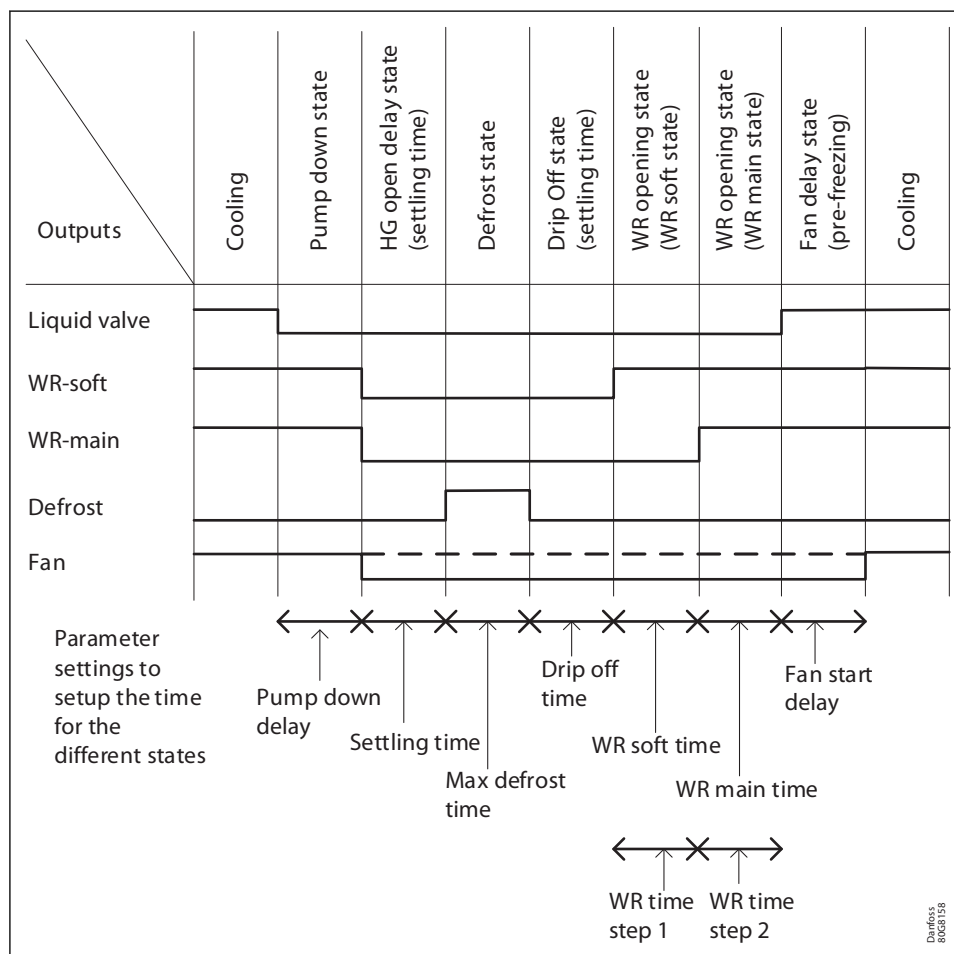 Outputs
Cooling
Pump down state
HG open delay state
(settling time)
Defrost state
Drip Off state
(settling time)
WR opening state
(WR soft state)
WR opening state
(WR main state)
Fan delay state
(pre-freezing)
Cooling
Liquid valve
WR-soft
WR-main
Defrost
Fan
Parameter
settings to
setup the time
for the
different states
Pump down
delay
Settling time
Max defrost
time
Drip off
time
WR soft time
WR main time
Fan start
delay
WR time
step 1
WR time
step 2
Danfoss
80G8158